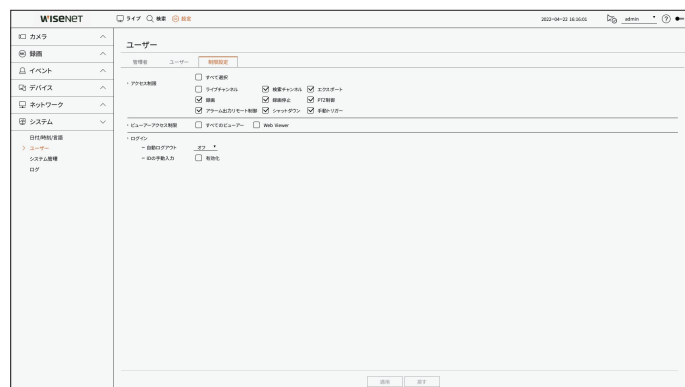 WISENET
ライブ 検索 設定 2022-04-22 16:16:01 admin ?
カメラ
録画
イベント
デバイス
ネットワーク
システム
日付/時刻/言語
ユーザー
システム管理
ログ
ユーザー
管理者 ユーザー 制限設定
・アクセス制限 すべて選択
ライブチャンネル 検索チャンネル エクスポート
録画 録画停止 PTZ制御
アラーム出力リモート制御 シャットダウン 手動トリガー
・ビューアーアクセス制限 すべてのビューアー Web Viewer
・ログイン
− 自動ログアウト オフ
− IDの手動入力 有効化
適用 戻す